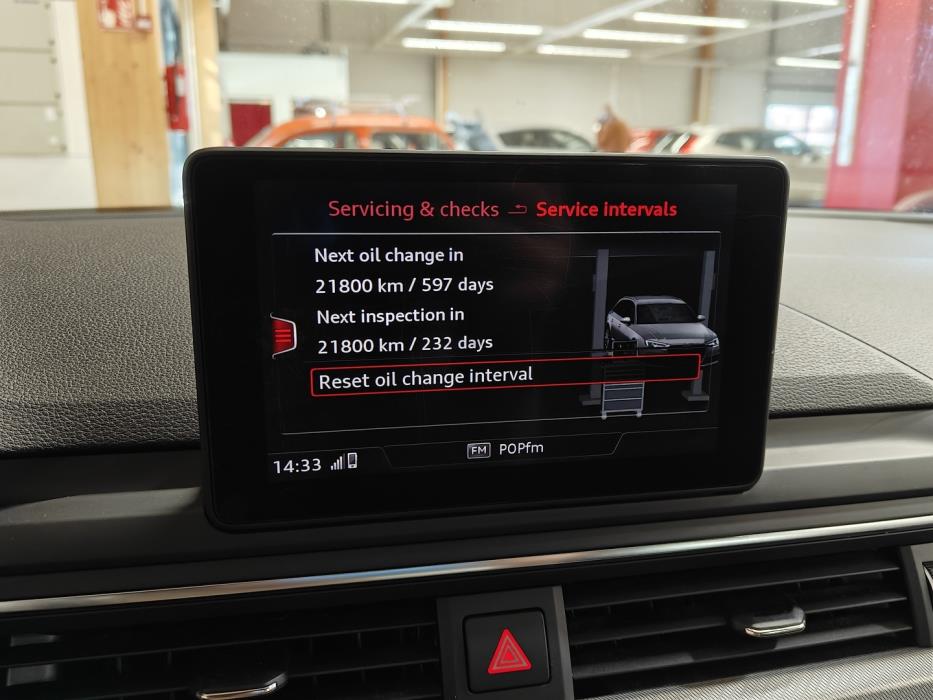 Servicing & checks Service intervals
Next oil change in
21800 km / 597 days
Next inspection in
21800 km / 232 days
Reset oil change interval
14:33 FM POPfm